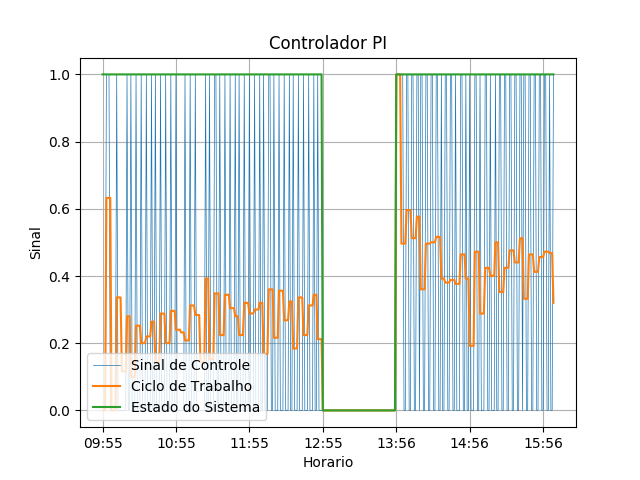 Controlador PI
Sinal
1.0
0.8
0.6
0.4
0.2
0.0
Sinal de Controle
Ciclo de Trabalho
Estado do Sistema
09:55 10:55 11:55 12:55 13:56 14:56 15:56
Horario